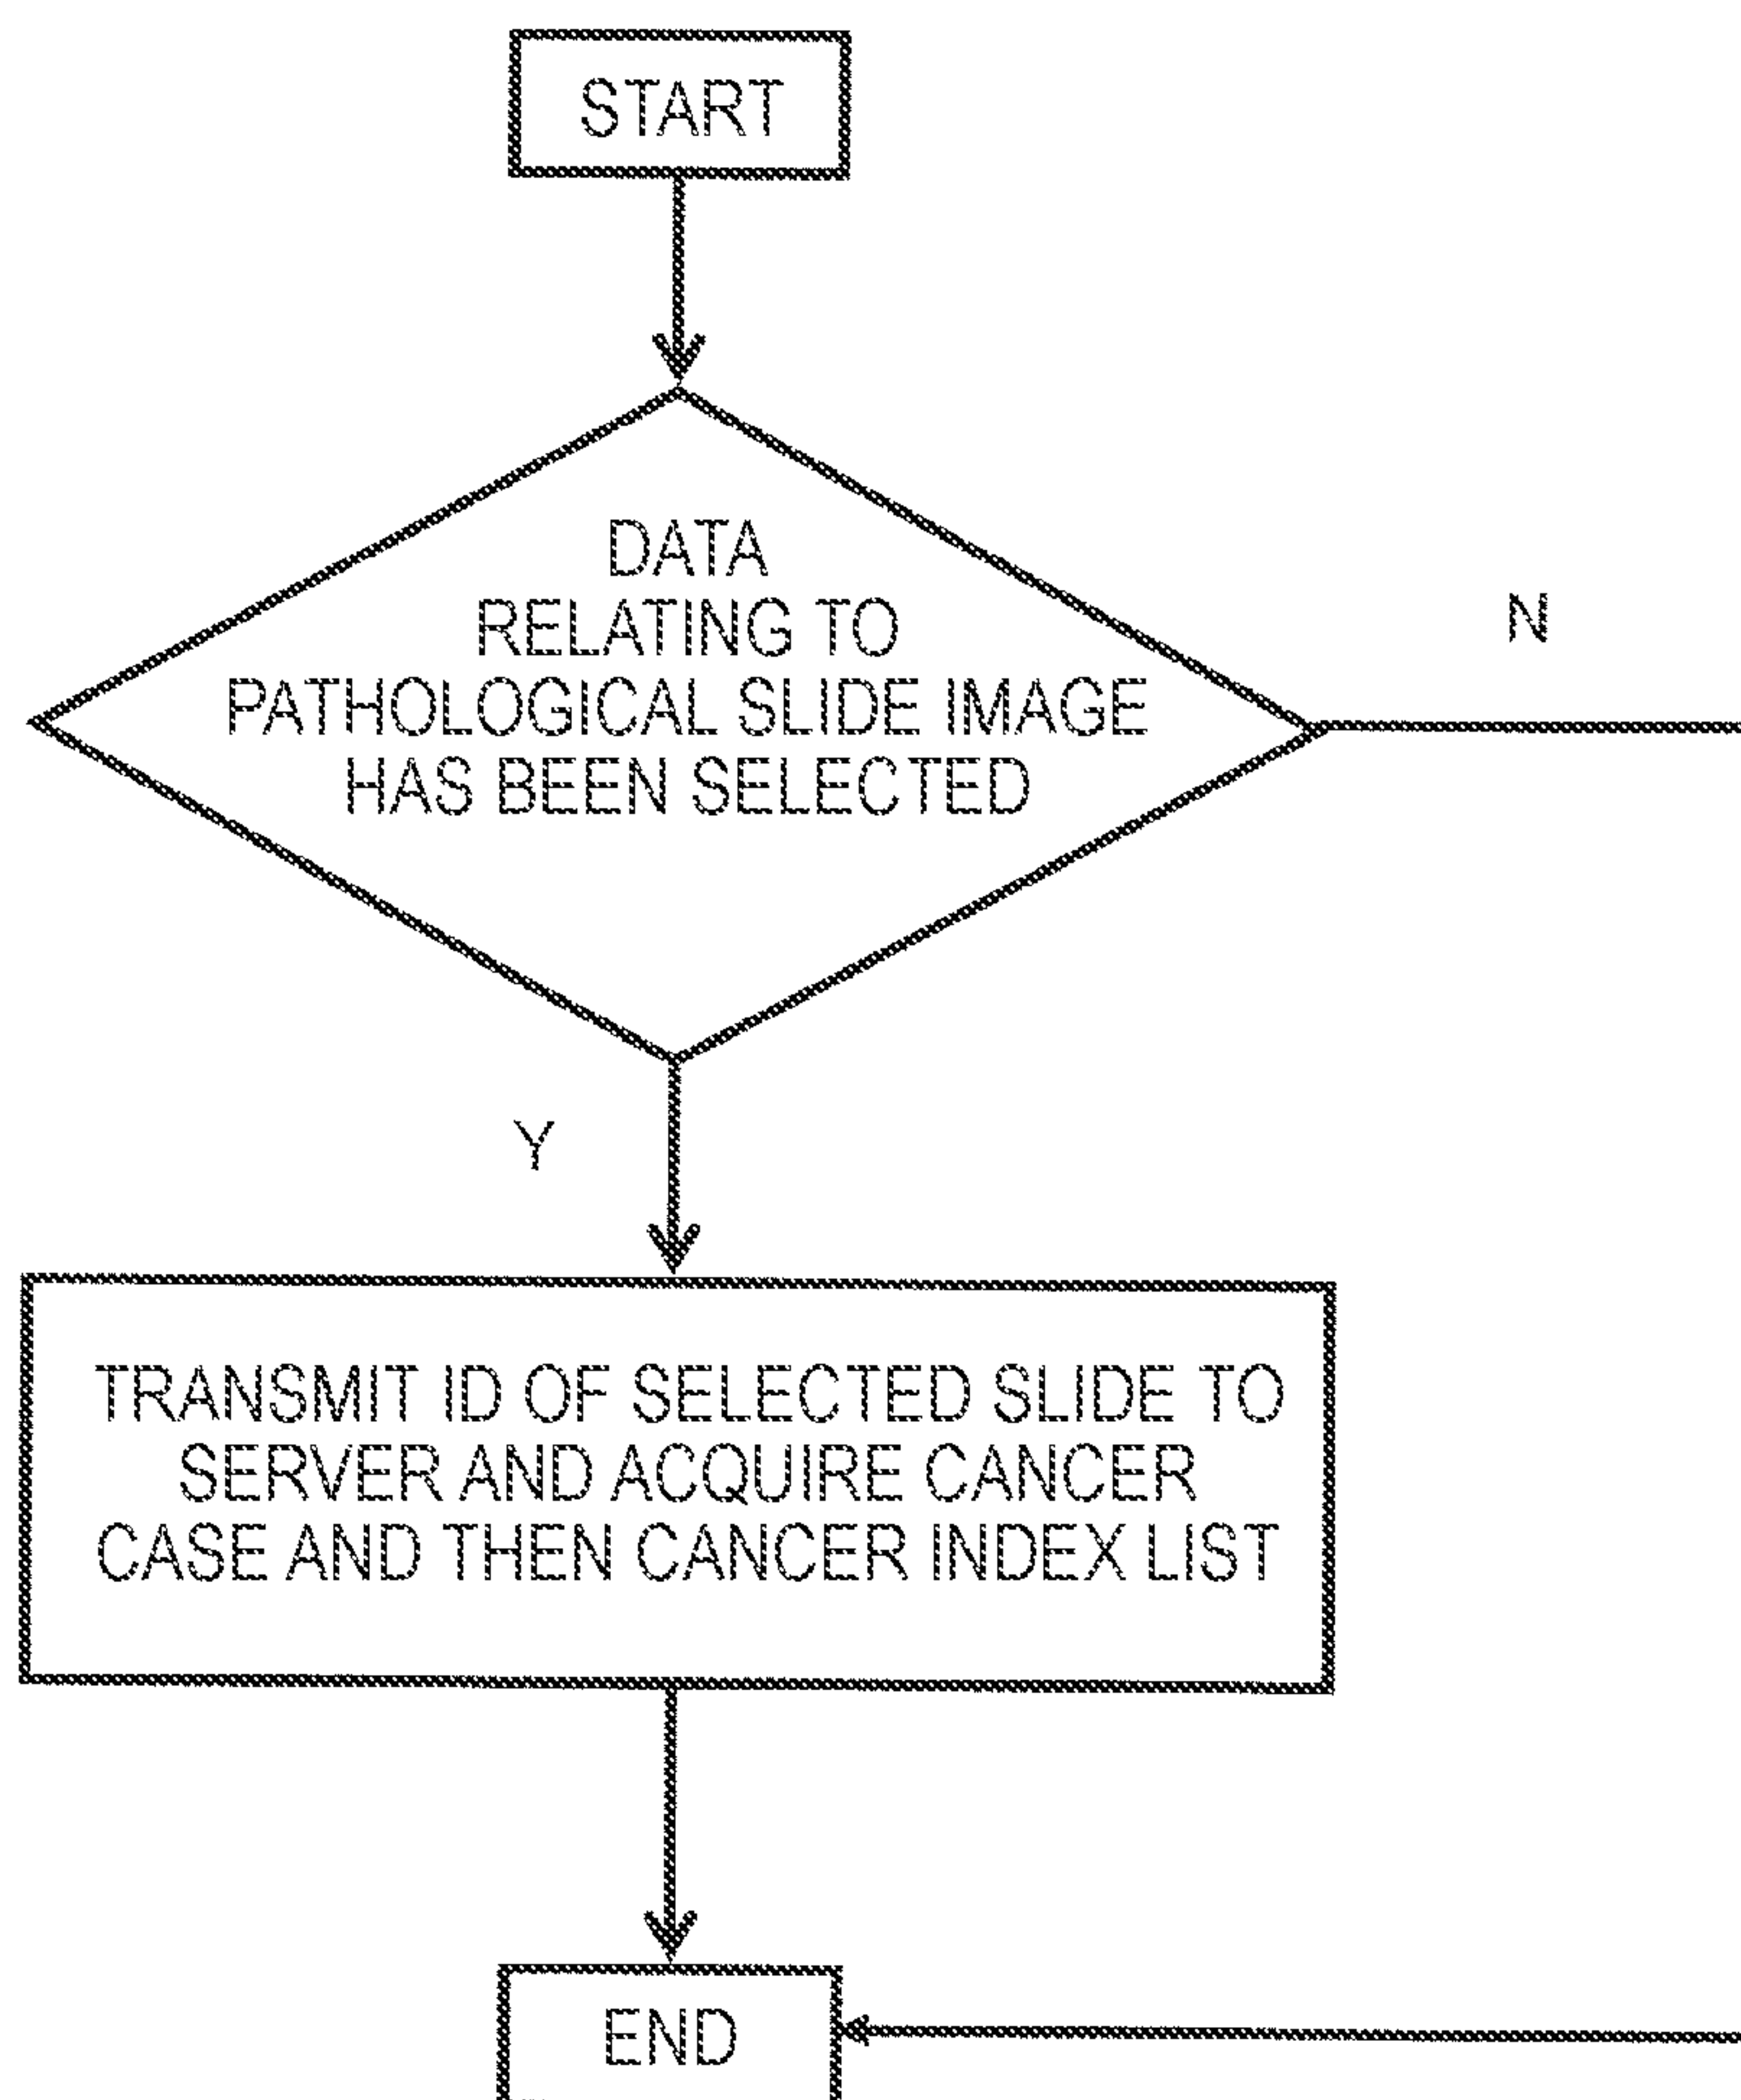 START
DATA
RELATING TO
PATHOLOGICAL SLIDE IMAGE
HAS BEEN SELECTED
N
Y
TRANSMIT ID OF SELECTED SLIDE TO
SERVER AND ACQUIRE CANCER
CASE AND THEN CANCER INDEX LIST
END